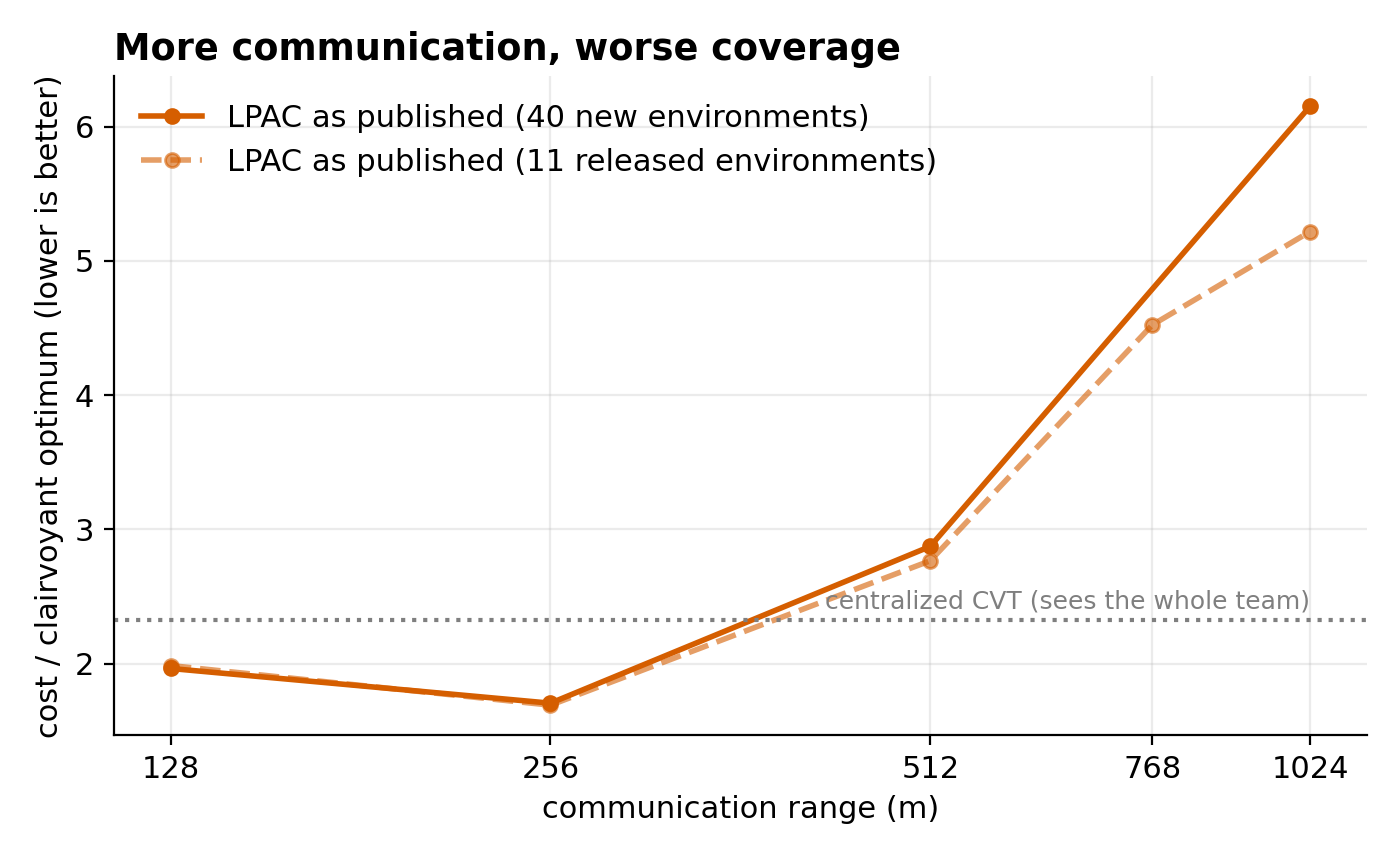 More communication, worse coverage
cost / clairvoyant optimum (lower is better)
LPAC as published (40 new environments)
LPAC as published (11 released environments)
6
5
4
3
2
centralized CVT (sees the whole team)
128
256
512
768
1024
communication range (m)